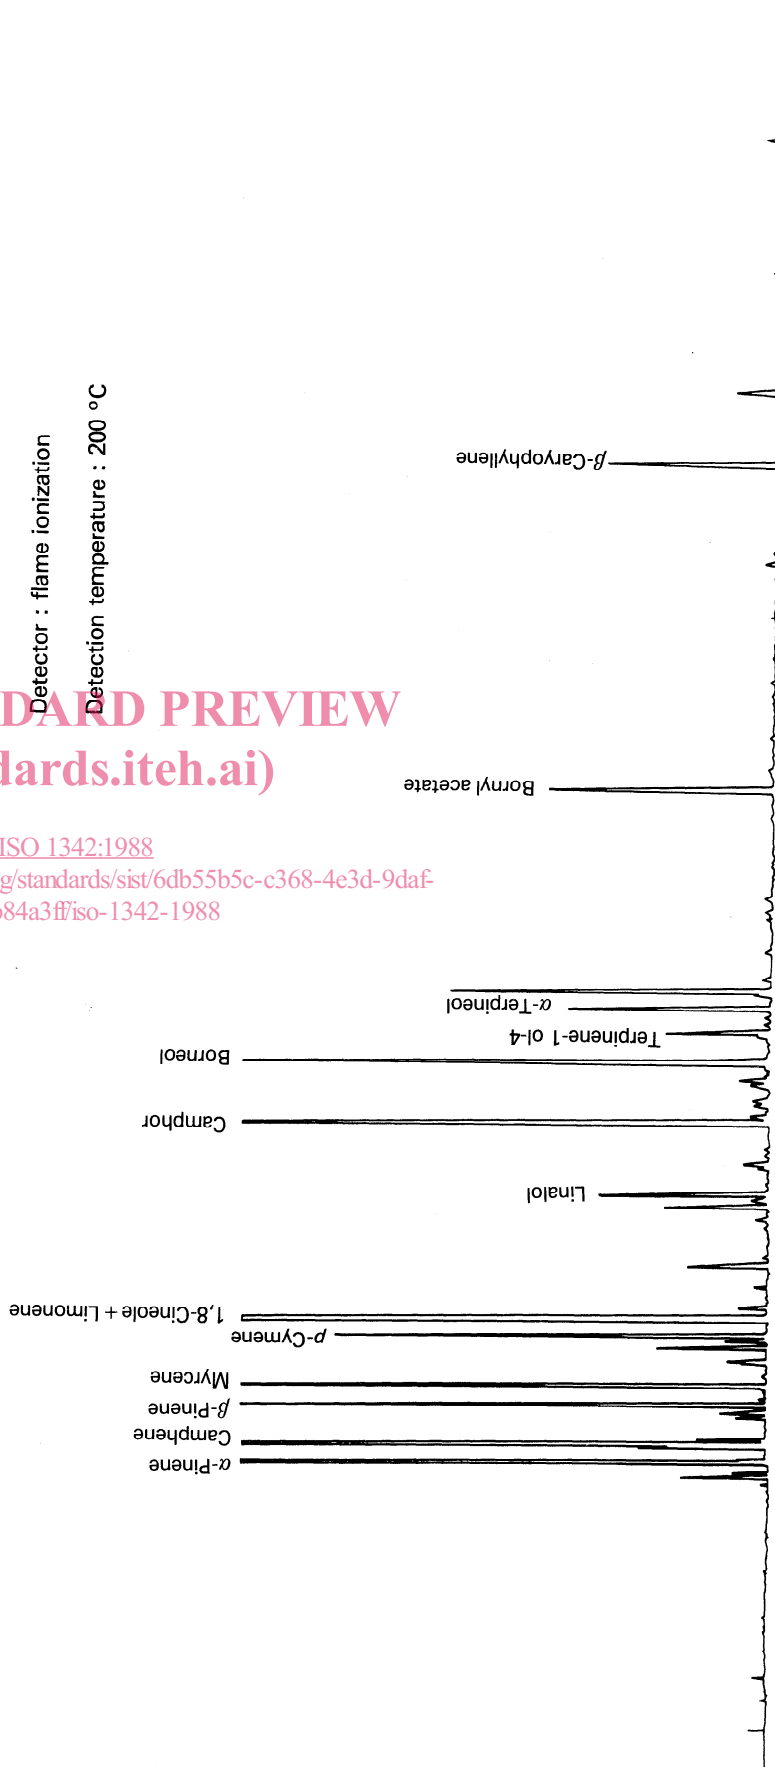 Detector : flame ionization
Detection temperature : 200 °C
β-Caryophyllene
DARD PREVIEW
dards.iteh.ai)
Bornyl acetate
ISO 1342:1988
g/standards/sist/6db55b5c-c368-4e3d-9daf-
b84a3ff/iso-1342-1988
α-Terpineol
Terpinene-1 ol-4
Borneol
Camphor
Linalol
1,8-Cineole + Limonene
p-Cymene
Myrcene
β-Pinene
Camphene
α-Pinene